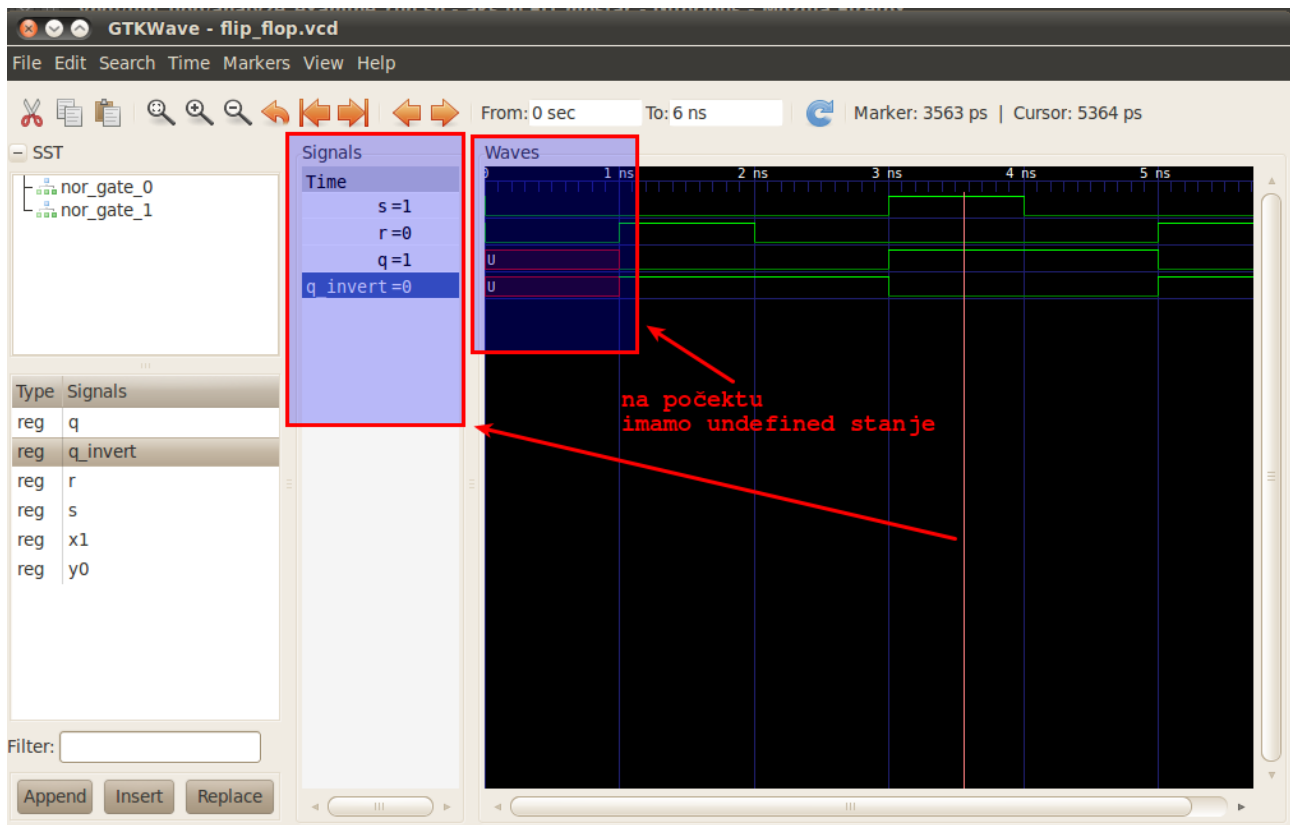 GTKWave - flip_flop.vcd
File Edit Search Time Markers View Help
From: 0 sec To: 6 ns Marker: 3563 ps | Cursor: 5364 ps
SST
nor_gate_0
nor_gate_1
Type Signals
reg q
reg q_invert
reg r
reg s
reg x1
reg y0
Filter:
Append Insert Replace
Signals
Time
s =1
r =0
q =1
q_invert =0
Waves
0 1 ns 2 ns 3 ns 4 ns 5 ns
U
U
na počektu
imamo undefined stanje